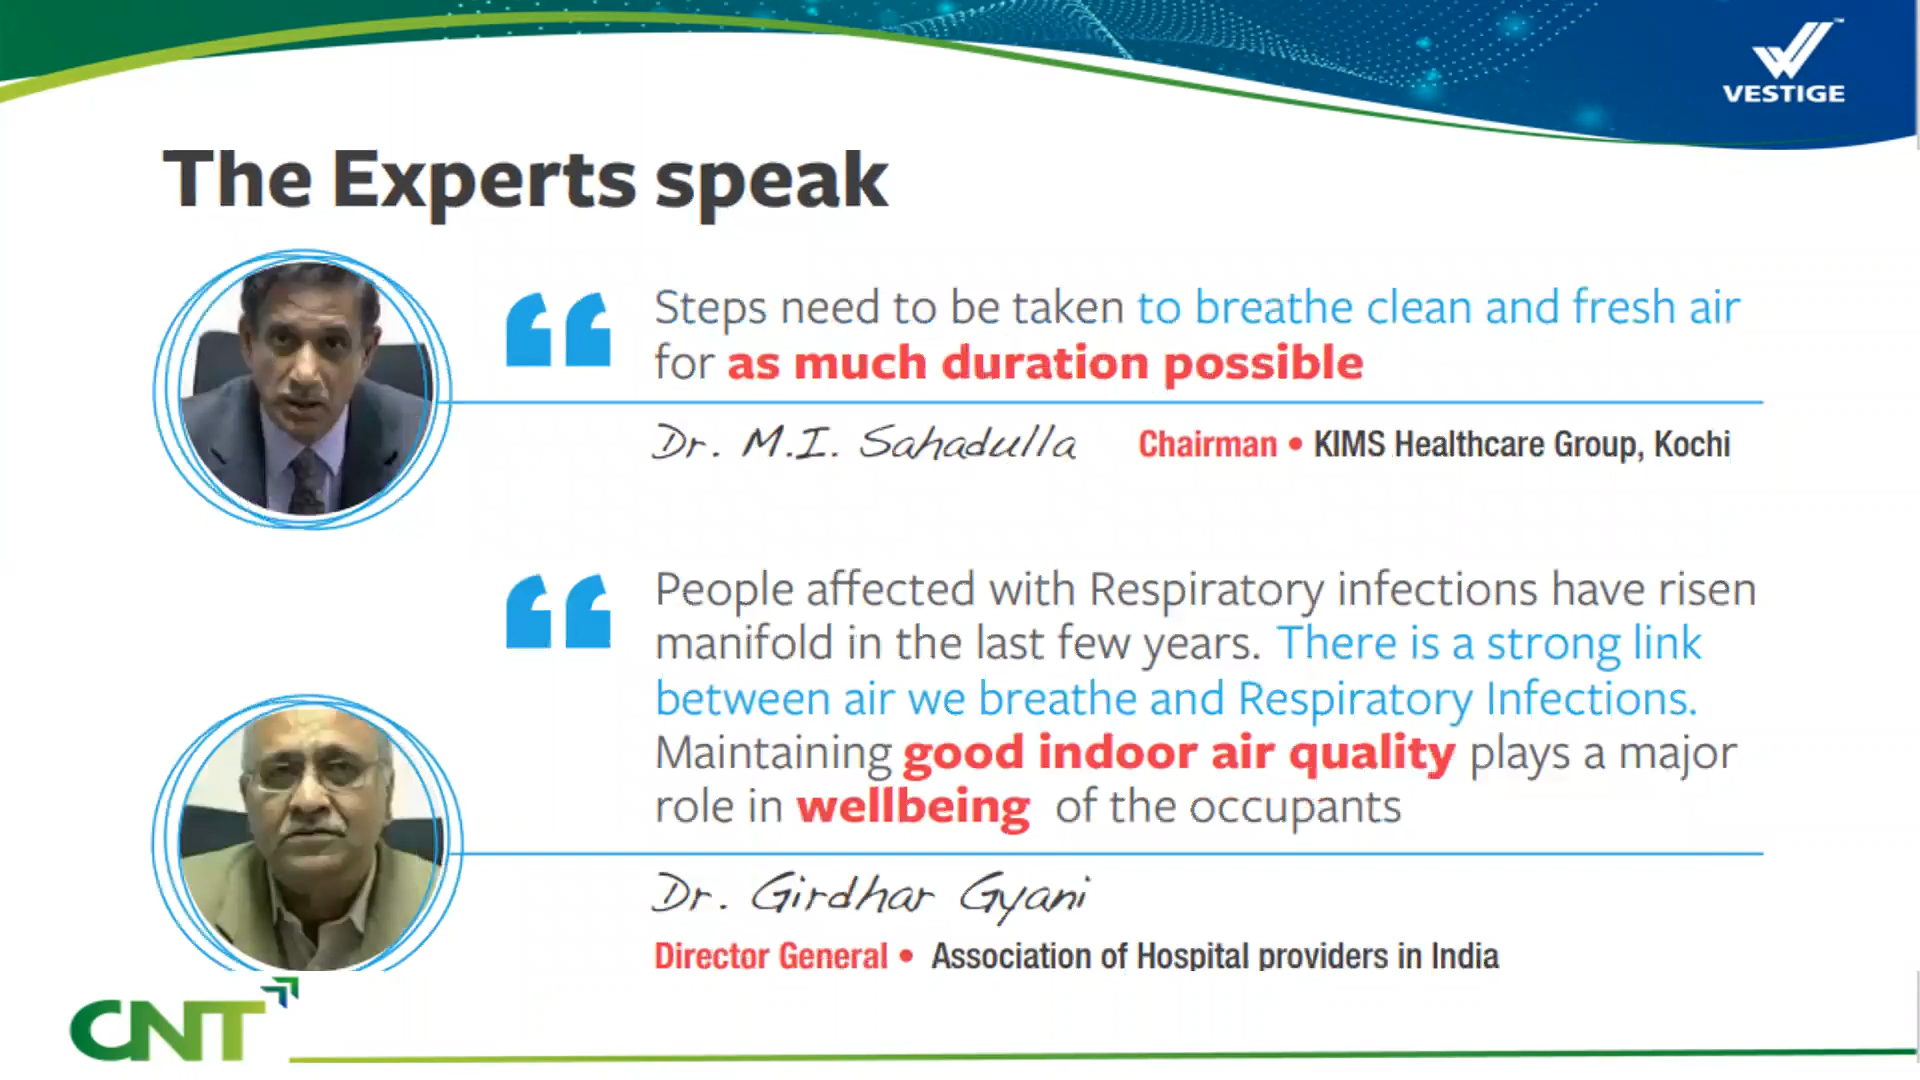 VESTIGE
The Experts speak
Steps need to be taken to breathe clean and fresh air
for as much duration possible
Dr. M.I. Sahadulla Chairman • KIMS Healthcare Group, Kochi
People affected with Respiratory infections have risen
manifold in the last few years. There is a strong link
between air we breathe and Respiratory Infections.
Maintaining good indoor air quality plays a major
role in wellbeing of the occupants
Dr. Girdhar Gyani
Director General • Association of Hospital providers in India
CNT